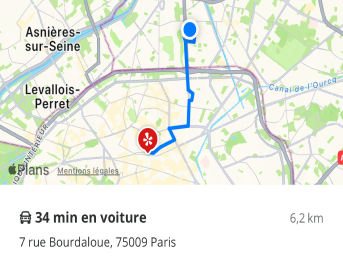 Asnières-
sur-Seine
Levallois-
Perret
Canal de l'Ourcq
Plans
Mentions légales
34 min en voiture
6,2 km
7 rue Bourdaloue, 75009 Paris